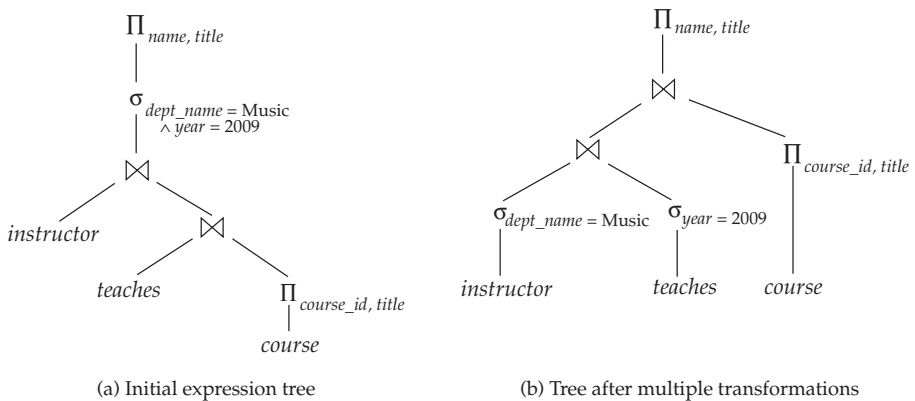 Π name, title
σ dept_name = Music
∧ year = 2009
⋈
instructor
⋈
teaches
Π course_id, title
course
(a) Initial expression tree
Π name, title
⋈
⋈
Π course_id, title
σ dept_name = Music
σ year = 2009
instructor
teaches
course
(b) Tree after multiple transformations